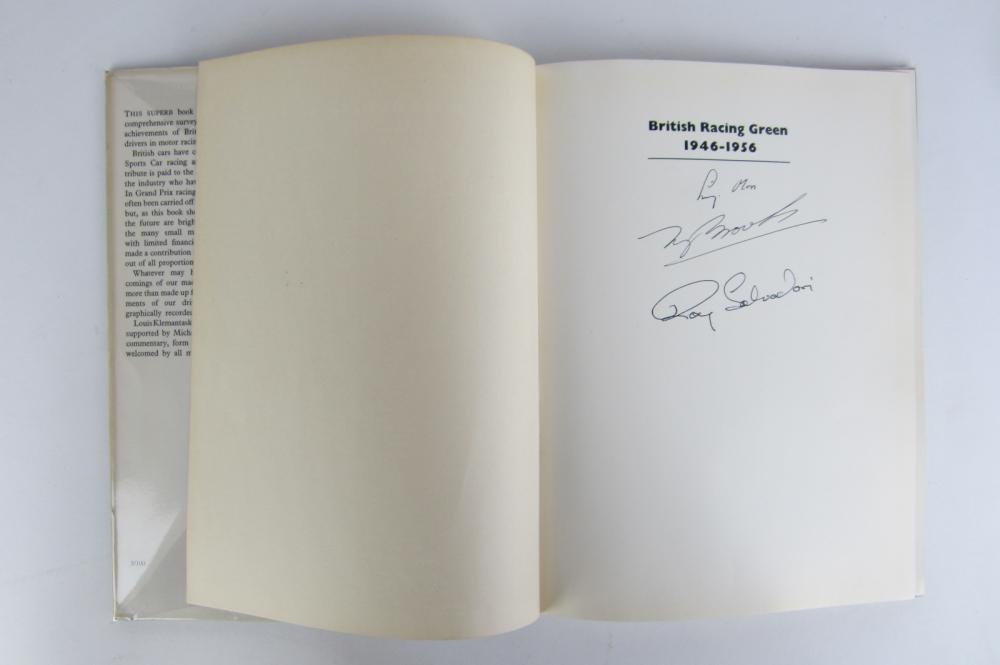 THIS SUPERB book
comprehensive survey
achievements of Bri
drivers in motor raci
British cars have c
Sports Car racing a
tribute is paid to the
the industry who hav
In Grand Prix racing
often been carried off
but, as this book sh
the future are brigh
the many small m
with limited financi
made a contribution
out of all proportion
Whatever may h
comings of our mac
more than made up f
ments of our dri
graphically recorded
Louis Klemantask
supported by Mich
commentary, form
welcomed by all m
British Racing Green
1946-1956
Brooks
Roy Salvadori